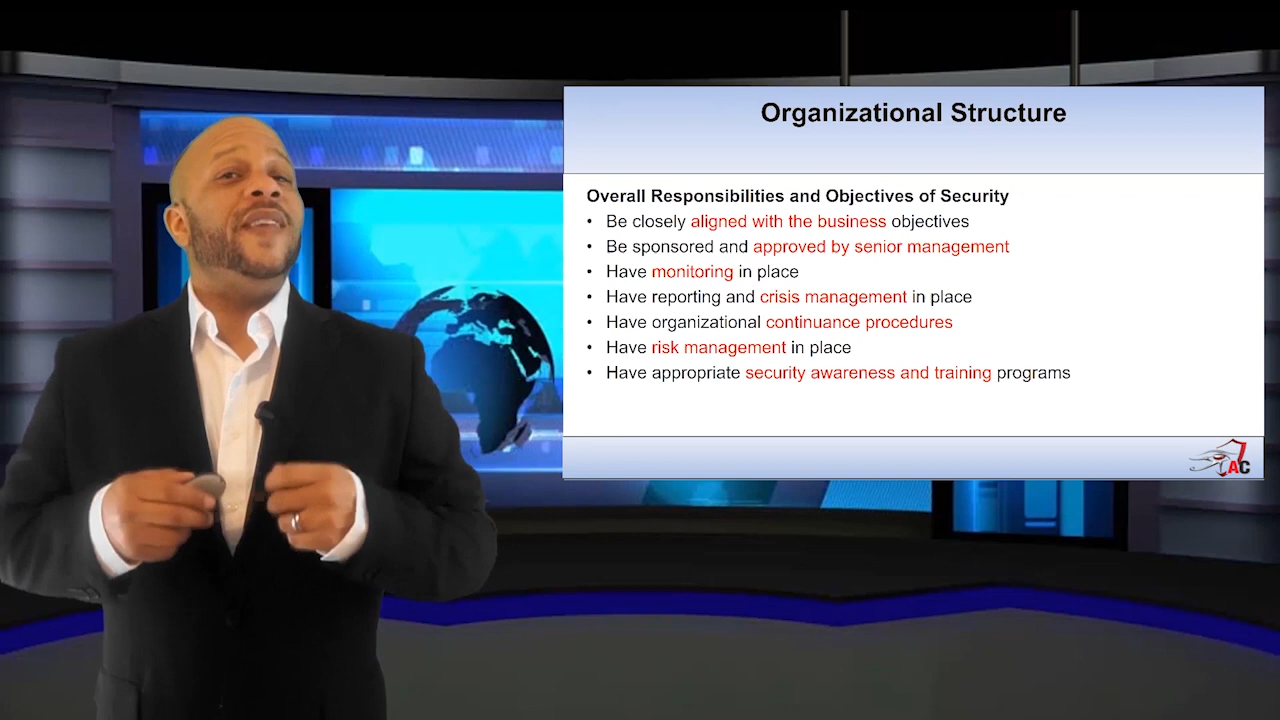 Organizational Structure
Overall Responsibilities and Objectives of Security
• Be closely aligned with the business objectives
• Be sponsored and approved by senior management
• Have monitoring in place
• Have reporting and crisis management in place
• Have organizational continuance procedures
• Have risk management in place
• Have appropriate security awareness and training programs
AC